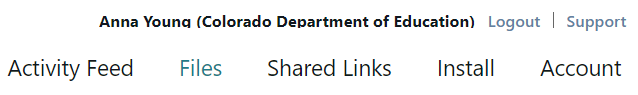 Anna Young (Colorado Department of Education) Logout | Support
Activity Feed Files Shared Links Install Account